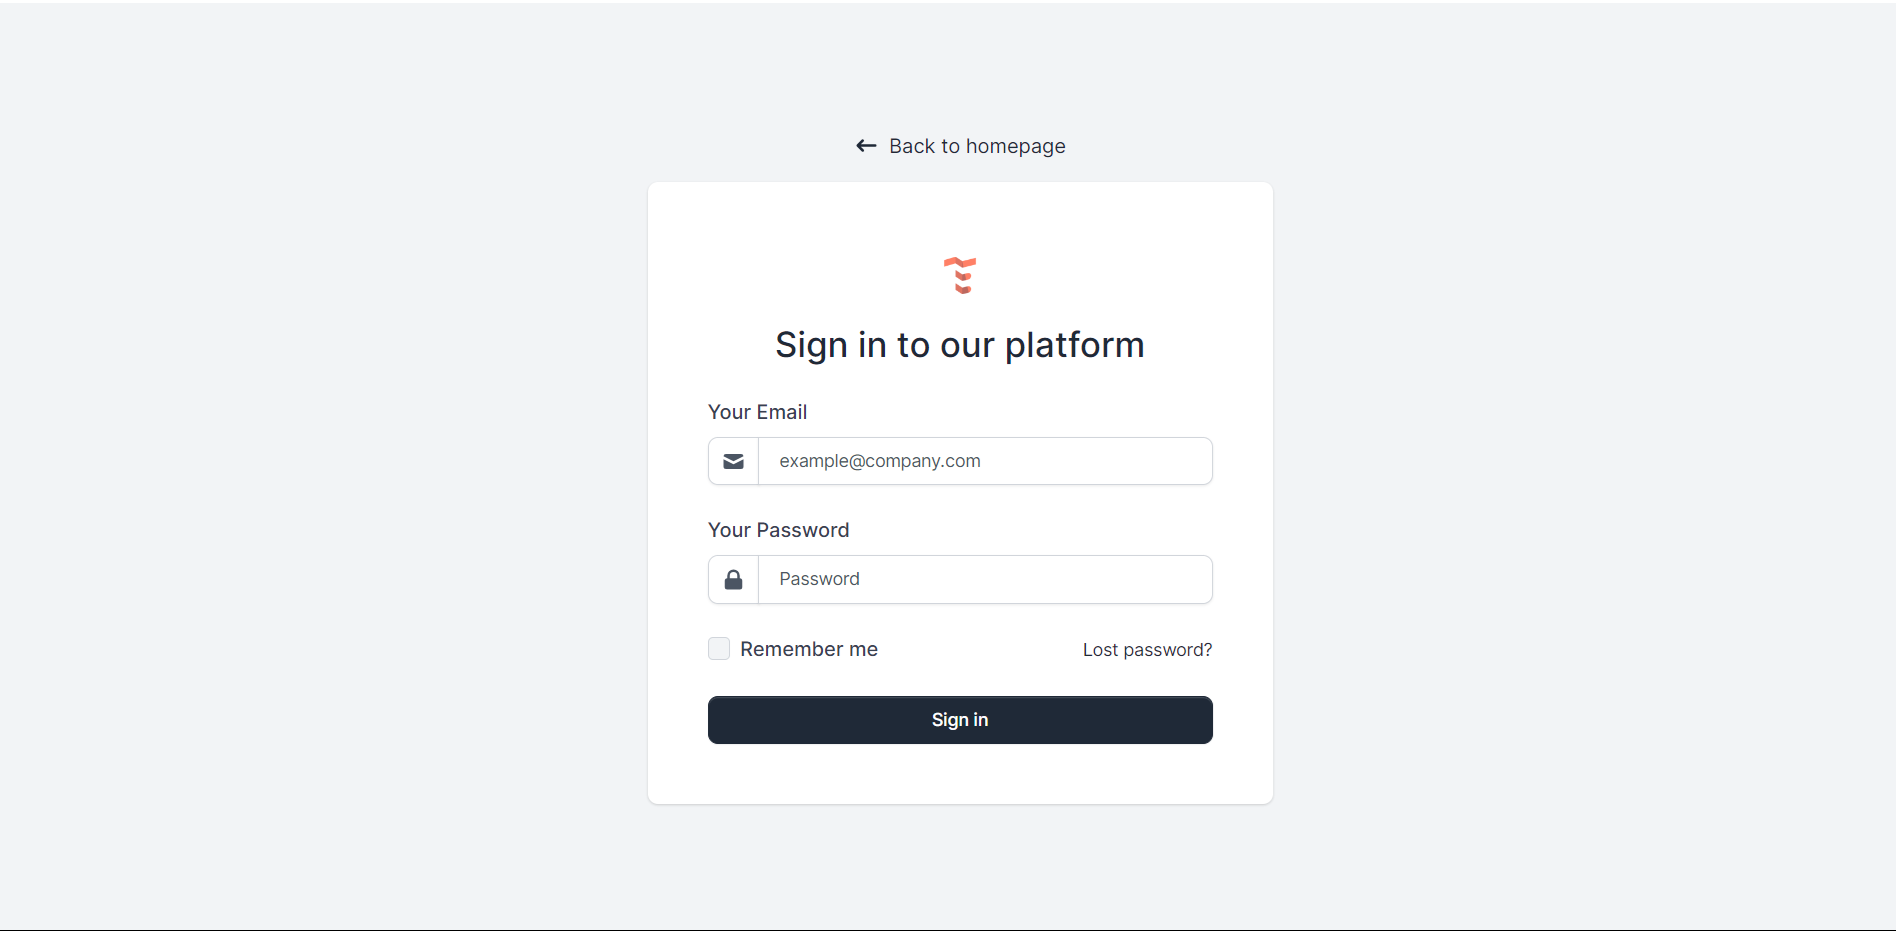 Back to homepage
Sign in to our platform
Your Email
example@company.com
Your Password
Password
Remember me Lost password?
Sign in